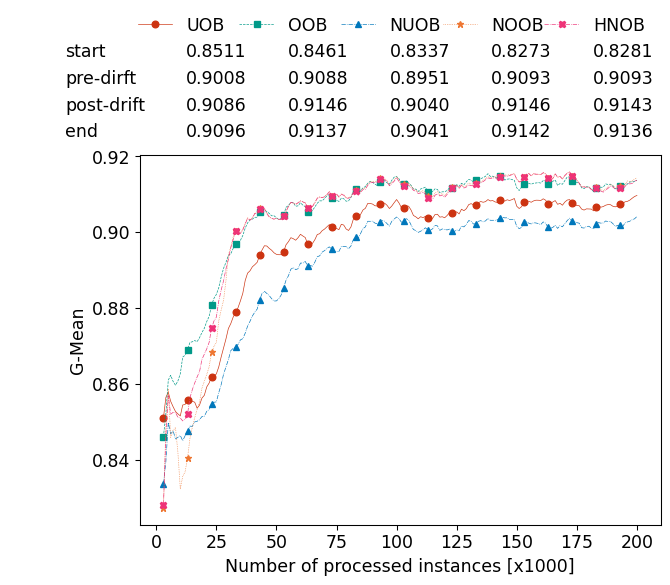 UOB OOB NUOB NOOB HNOB
start 0.8511 0.8461 0.8337 0.8273 0.8281
pre-dirft 0.9008 0.9088 0.8951 0.9093 0.9093
post-drift 0.9086 0.9146 0.9040 0.9146 0.9143
end 0.9096 0.9137 0.9041 0.9142 0.9136
0.92
0.90
0.88
0.86
0.84
G-Mean
0 25 50 75 100 125 150 175 200
Number of processed instances [x1000]